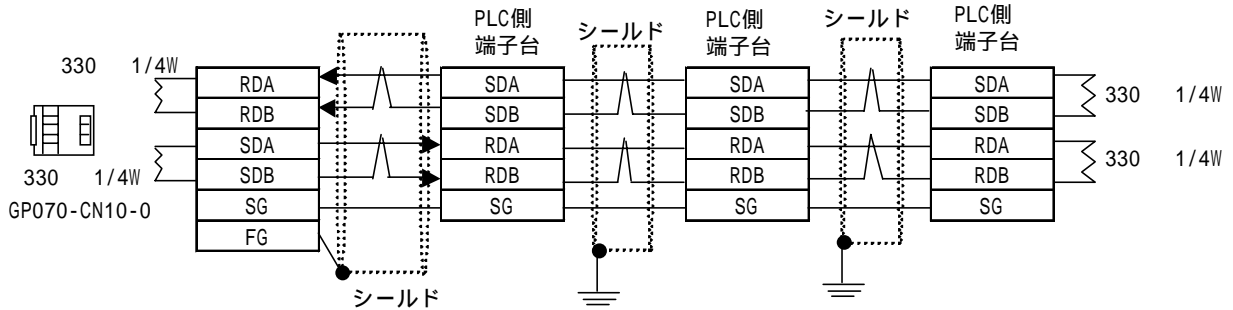 PLC側
端子台
シールド
PLC側
端子台
シールド
PLC側
端子台
330 1/4W
RDA
RDB
SDA
SDB
SG
FG
330 1/4W
GP070-CN10-0
シールド
SDA
SDB
RDA
RDB
SG
SDA
SDB
RDA
RDB
SG
SDA
SDB
RDA
RDB
SG
330 1/4W
330 1/4W